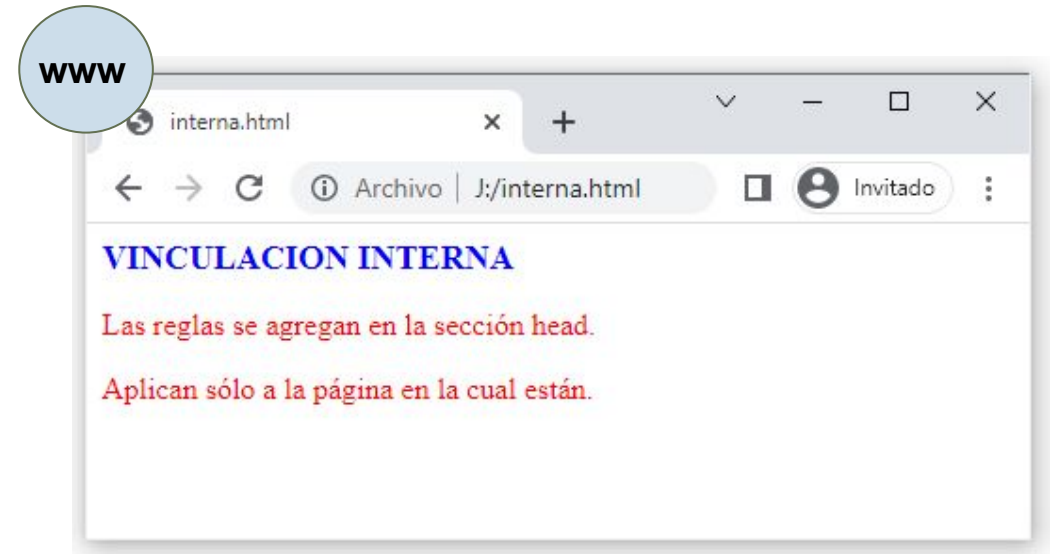 www
interna.html
Archivo | J:/interna.html Invitado
VINCULACION INTERNA
Las reglas se agregan en la sección head.
Aplican sólo a la página en la cual están.